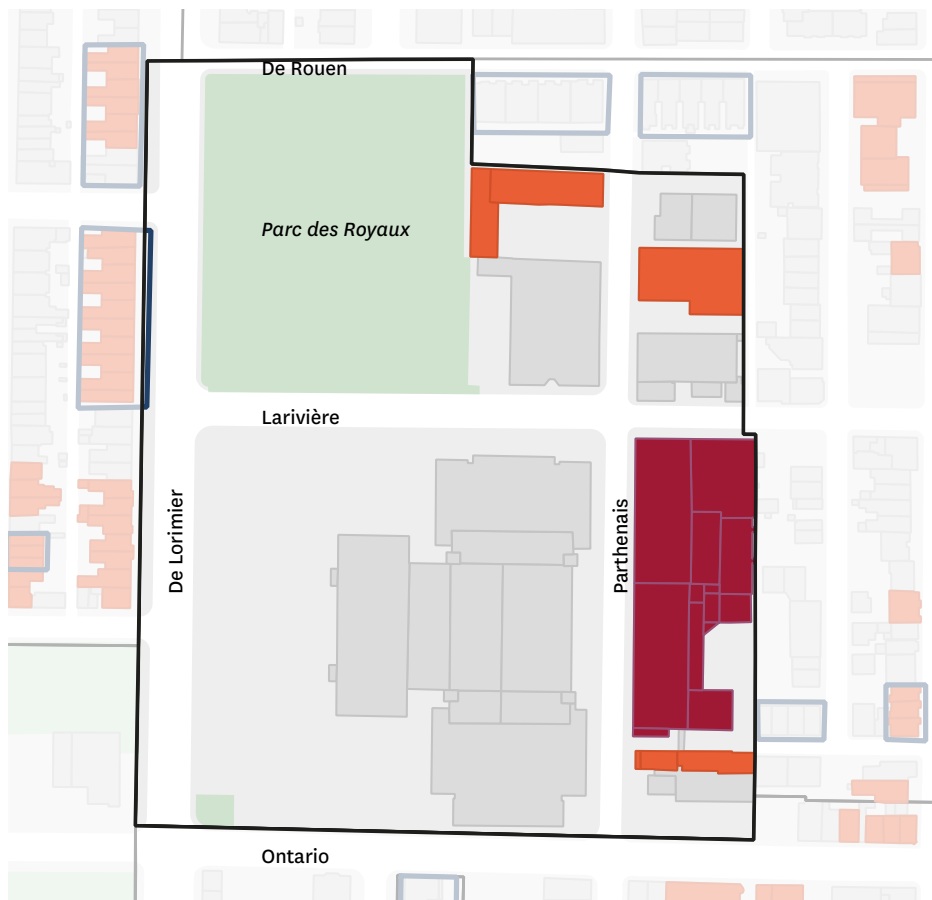 De Rouen
Parc des Royaux
Larivière
De Lorimier
Parthenais
Ontario